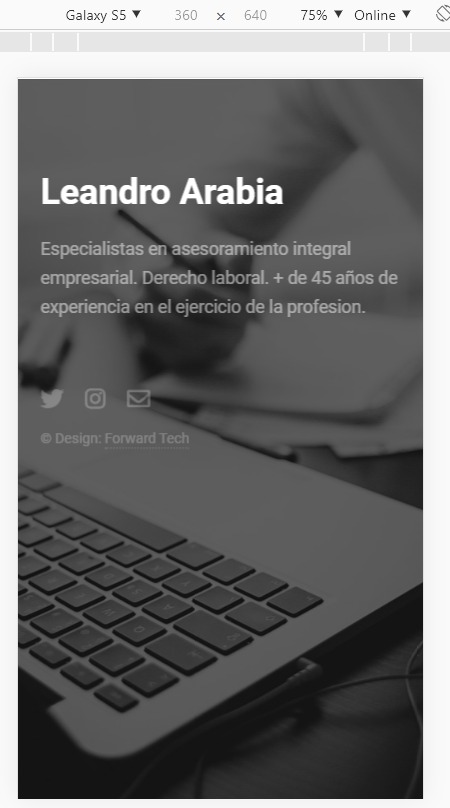 Galaxy S5 ▼ 360 × 640 75% ▼ Online ▼
Leandro Arabia
Especialistas en asesoramiento integral
empresarial. Derecho laboral. + de 45 años de
experiencia en el ejercicio de la profesion.
© Design: Forward Tech